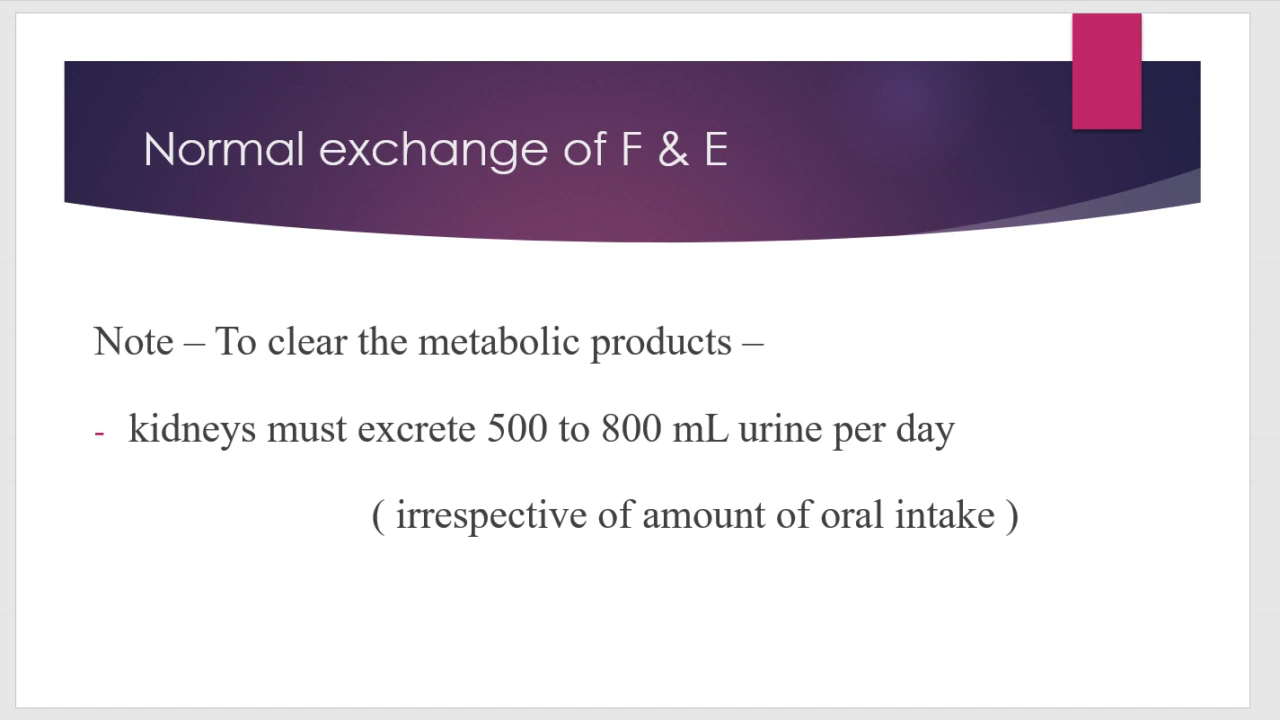 Normal exchange of F & E
Note – To clear the metabolic products –
- kidneys must excrete 500 to 800 mL urine per day
( irrespective of amount of oral intake )